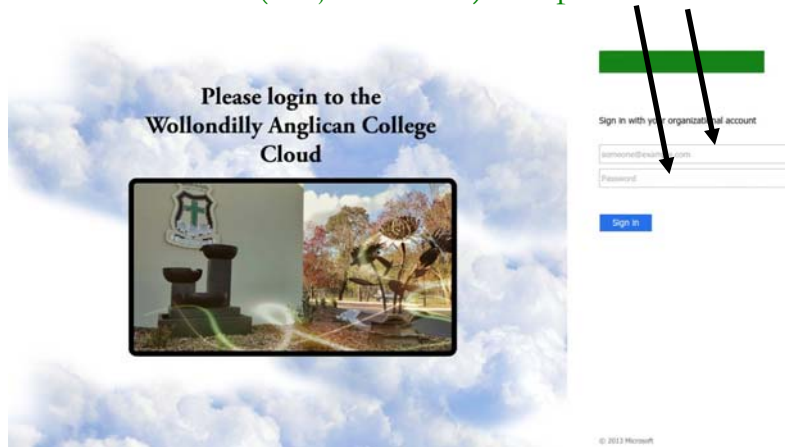 Please login to the
Wollondilly Anglican College
Cloud
Sign in with your organizational account
someone@example.com
Password
Sign in
© 2013 Microsoft